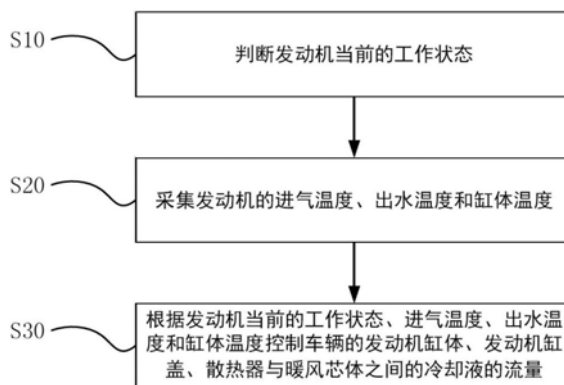 S10
判断发动机当前的工作状态
S20
采集发动机的进气温度、出水温度和缸体温度
S30
根据发动机当前的工作状态、进气温度、出水温
度和缸体温度控制车辆的发动机缸体、发动机缸
盖、散热器与暖风芯体之间的冷却液的流量